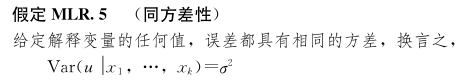 假定 MLR.5 （同方差性）
给定解释变量的任何值，误差都具有相同的方差，换言之，
Var(u |x₁, …, xₖ)=σ²